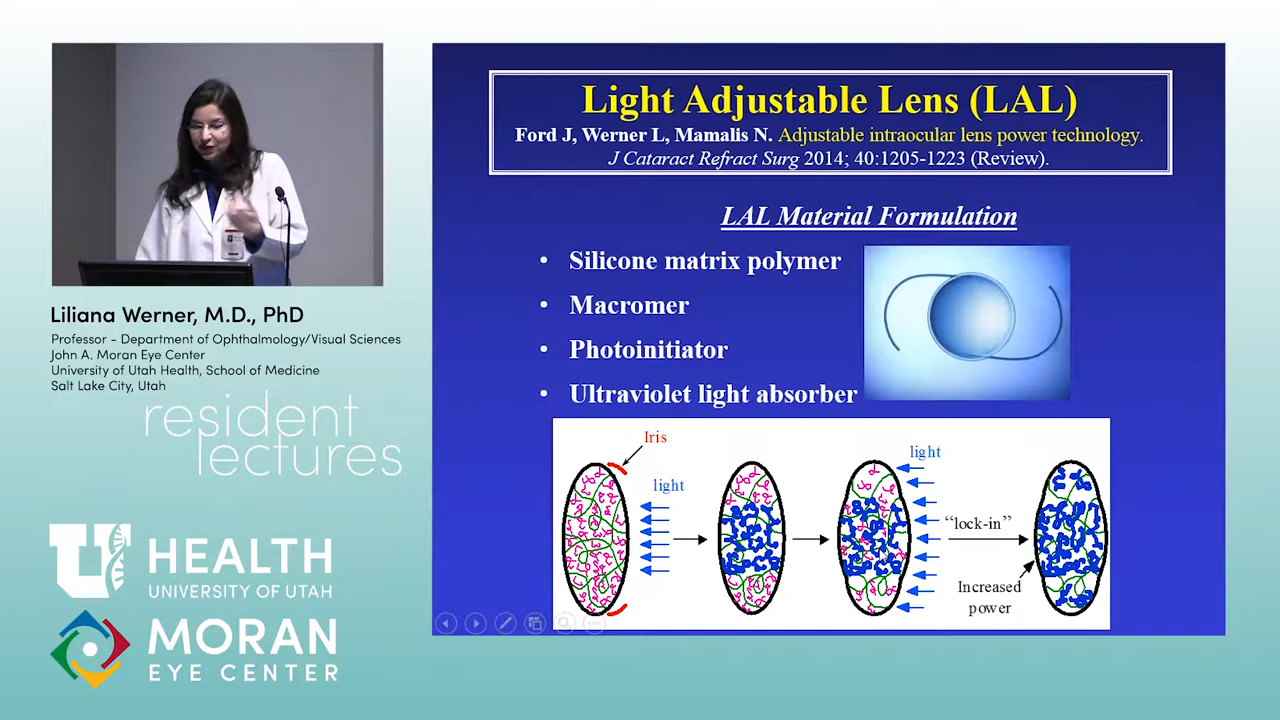 Liliana Werner, M.D., PhD
Professor - Department of Ophthalmology/Visual Sciences
John A. Moran Eye Center
University of Utah Health, School of Medicine
Salt Lake City, Utah
resident
lectures
U
HEALTH
UNIVERSITY OF UTAH
MORAN
EYE CENTER
Light Adjustable Lens (LAL)
Ford J, Werner L, Mamalis N. Adjustable intraocular lens power technology.
J Cataract Refract Surg 2014; 40:1205-1223 (Review).
LAL Material Formulation
• Silicone matrix polymer
• Macromer
• Photoinitiator
• Ultraviolet light absorber
Iris
light
light
“lock-in”
Increased
power